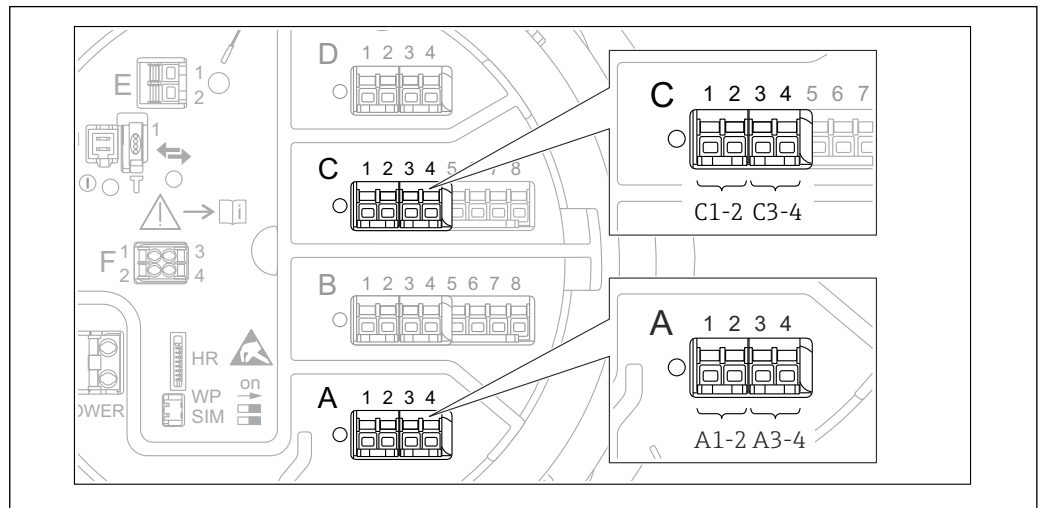 D 1 2 3 4
E 1
2
1
C 1 2 3 4 5 6 7 8
i
F 1 2 3 4
B 1 2 3 4 5 6 7 8
HR
WP
SIM
on
OWER
A 1 2 3 4
C 1 2 3 4 5 6 7
C1-2 C3-4
A 1 2 3 4
A1-2 A3-4